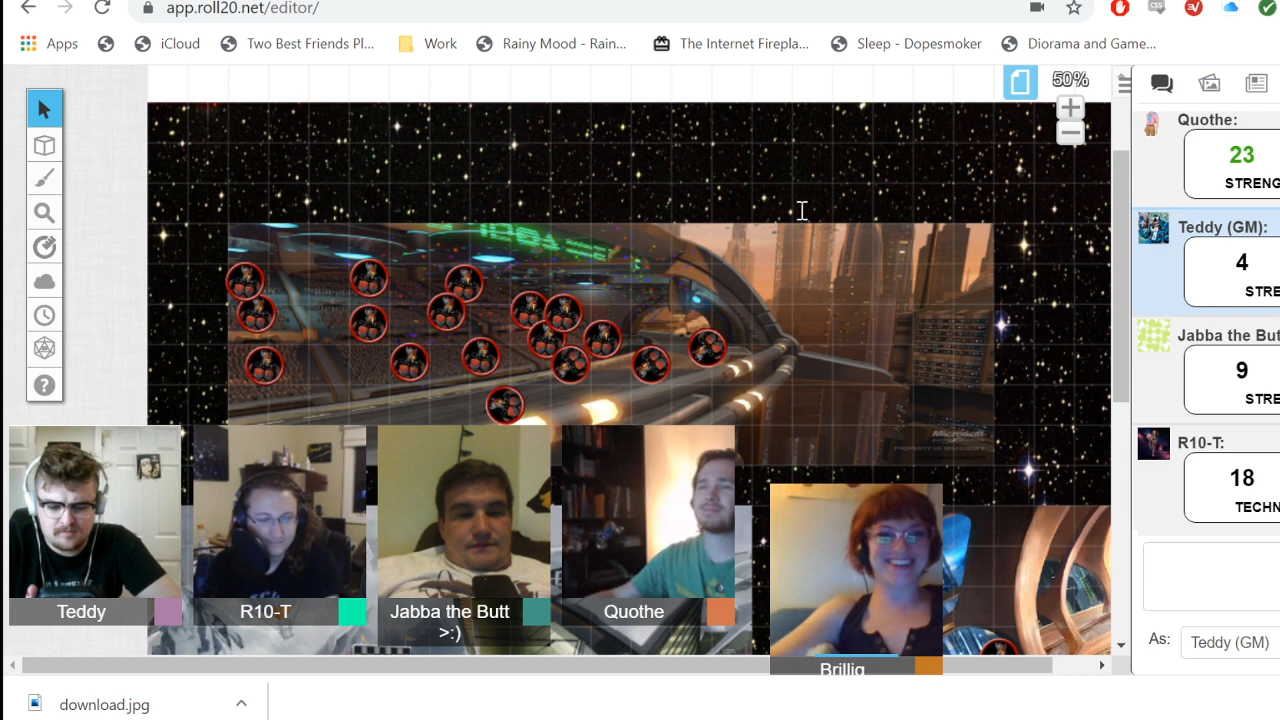 app.roll20.net/editor/
Apps iCloud Two Best Friends Pl... Work Rainy Mood - Rain... The Internet Firepla... Sleep - Dopesmoker Diorama and Game...
50%
Quothe:
23
STRENG
Teddy (GM):
4
STRE
Jabba the But
9
STRE
R10-T:
18
TECHN
Microsoft
Teddy
R10-T
Jabba the Butt
>:)
Quothe
Brillig
As: Teddy (GM)
download.jpg